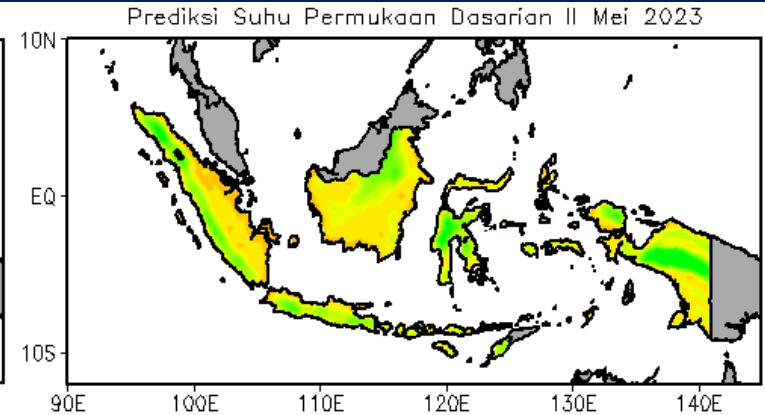 Prediksi Suhu Permukaan Dasarian II Mei 2023
10N
EQ
10S
90E 100E 110E 120E 130E 140E